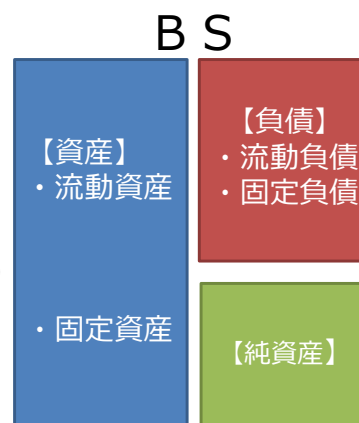 ＢＳ
【資産】
・流動資産
・固定資産
【負債】
・流動負債
・固定負債
【純資産】